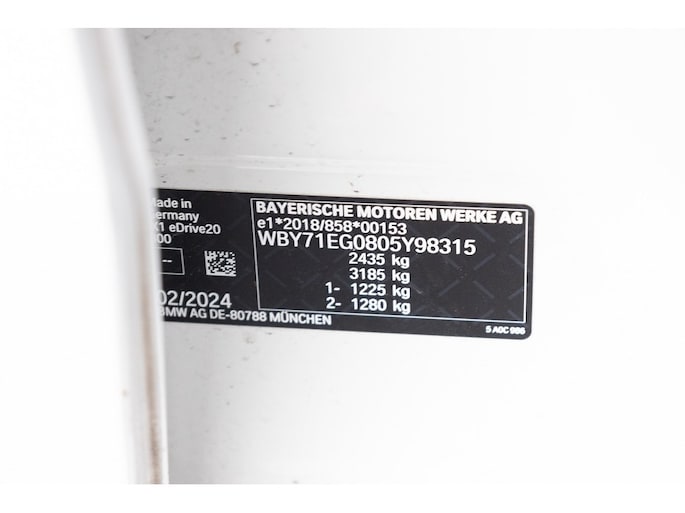 Made in
Germany
X1 eDrive20
--
02/2024
BMW AG DE-80788 MÜNCHEN
BAYERISCHE MOTOREN WERKE AG
e1*2018/858*00153
WBY71EG0805Y98315
2435 kg
3185 kg
1- 1225 kg
2- 1280 kg
5 A0C 986